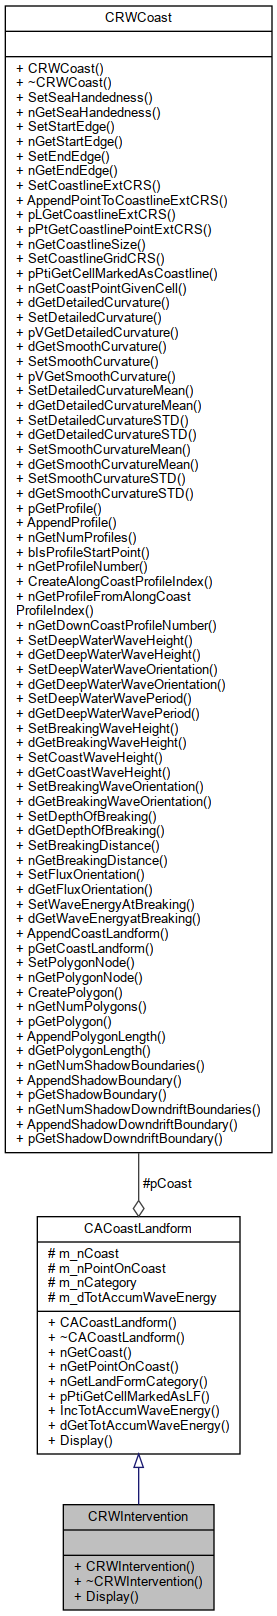 CRWCoast
+ CRWCoast()
+ ~CRWCoast()
+ SetSeaHandedness()
+ nGetSeaHandedness()
+ SetStartEdge()
+ nGetStartEdge()
+ SetEndEdge()
+ nGetEndEdge()
+ SetCoastlineExtCRS()
+ AppendPointToCoastlineExtCRS()
+ pLGetCoastlineExtCRS()
+ pPtGetCoastlinePointExtCRS()
+ nGetCoastlineSize()
+ SetCoastlineGridCRS()
+ pPtiGetCellMarkedAsCoastline()
+ nGetCoastPointGivenCell()
+ dGetDetailedCurvature()
+ SetDetailedCurvature()
+ pVGetDetailedCurvature()
+ dGetSmoothCurvature()
+ SetSmoothCurvature()
+ pVGetSmoothCurvature()
+ SetDetailedCurvatureMean()
+ dGetDetailedCurvatureMean()
+ SetDetailedCurvatureSTD()
+ dGetDetailedCurvatureSTD()
+ SetSmoothCurvatureMean()
+ dGetSmoothCurvatureMean()
+ SetSmoothCurvatureSTD()
+ dGetSmoothCurvatureSTD()
+ pGetProfile()
+ AppendProfile()
+ nGetNumProfiles()
+ bIsProfileStartPoint()
+ nGetProfileNumber()
+ CreateAlongCoastProfileIndex()
+ nGetProfileFromAlongCoast
ProfileIndex()
+ nGetDownCoastProfileNumber()
+ SetDeepWaterWaveHeight()
+ dGetDeepWaterWaveHeight()
+ SetDeepWaterWaveOrientation()
+ dGetDeepWaterWaveOrientation()
+ SetDeepWaterWavePeriod()
+ dGetDeepWaterWavePeriod()
+ SetBreakingWaveHeight()
+ dGetBreakingWaveHeight()
+ SetCoastWaveHeight()
+ dGetCoastWaveHeight()
+ SetBreakingWaveOrientation()
+ dGetBreakingWaveOrientation()
+ SetDepthOfBreaking()
+ dGetDepthOfBreaking()
+ SetBreakingDistance()
+ nGetBreakingDistance()
+ SetFluxOrientation()
+ dGetFluxOrientation()
+ SetWaveEnergyAtBreaking()
+ dGetWaveEnergyatBreaking()
+ AppendCoastLandform()
+ pGetCoastLandform()
+ SetPolygonNode()
+ nGetPolygonNode()
+ CreatePolygon()
+ nGetNumPolygons()
+ pGetPolygon()
+ AppendPolygonLength()
+ dGetPolygonLength()
+ nGetNumShadowBoundaries()
+ AppendShadowBoundary()
+ pGetShadowBoundary()
+ nGetNumShadowDowndriftBoundaries()
+ AppendShadowDowndriftBoundary()
+ pGetShadowDowndriftBoundary()
#pCoast
CACoastLandform
# m_nCoast
# m_nPointOnCoast
# m_nCategory
# m_dTotAccumWaveEnergy
+ CACoastLandform()
+ ~CACoastLandform()
+ nGetCoast()
+ nGetPointOnCoast()
+ nGetLandFormCategory()
+ pPtiGetCellMarkedAsLF()
+ IncTotAccumWaveEnergy()
+ dGetTotAccumWaveEnergy()
+ Display()
CRWIntervention
+ CRWIntervention()
+ ~CRWIntervention()
+ Display()